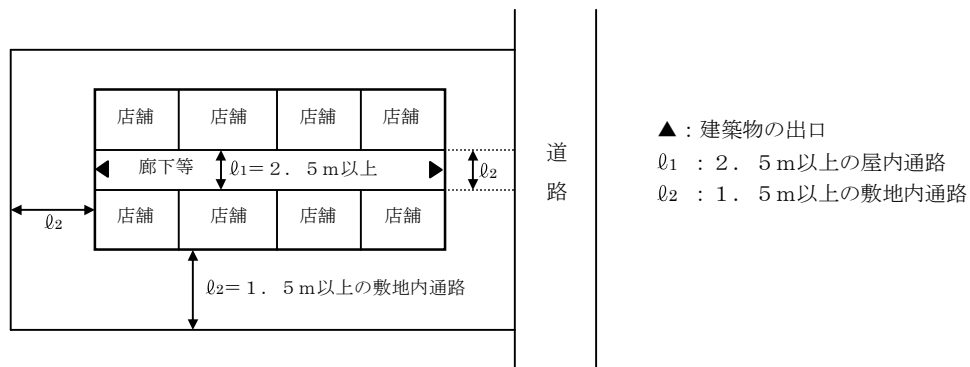 店舗 店舗 店舗 店舗
廊下等 ℓ1=2.5m以上 ℓ2
店舗 店舗 店舗 店舗
ℓ2
ℓ2=1.5m以上の敷地内通路
道
路
▲:建築物の出口
ℓ1 :2.5m以上の屋内通路
ℓ2 :1.5m以上の敷地内通路